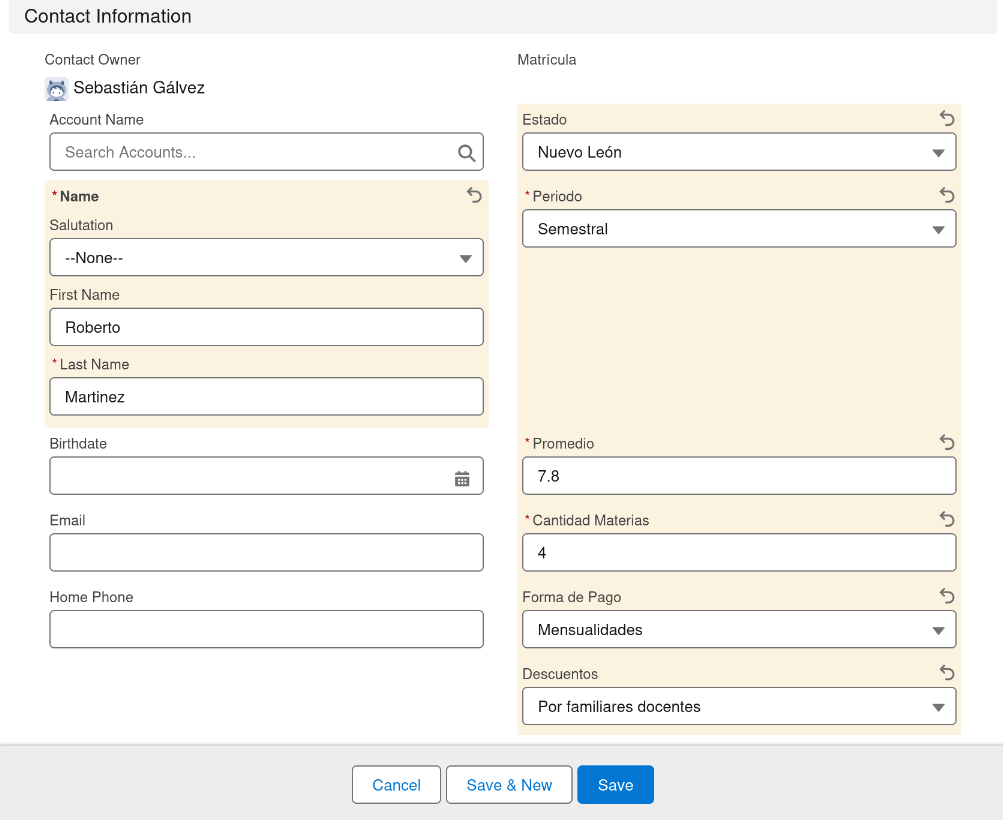 Contact Information
Contact Owner
Sebastián Gálvez
Account Name
Search Accounts...
* Name
Salutation
--None--
First Name
Roberto
* Last Name
Martinez
Birthdate
Email
Home Phone
Matrícula
Estado
Nuevo León
* Periodo
Semestral
* Promedio
7.8
* Cantidad Materias
4
Forma de Pago
Mensualidades
Descuentos
Por familiares docentes
Cancel
Save & New
Save